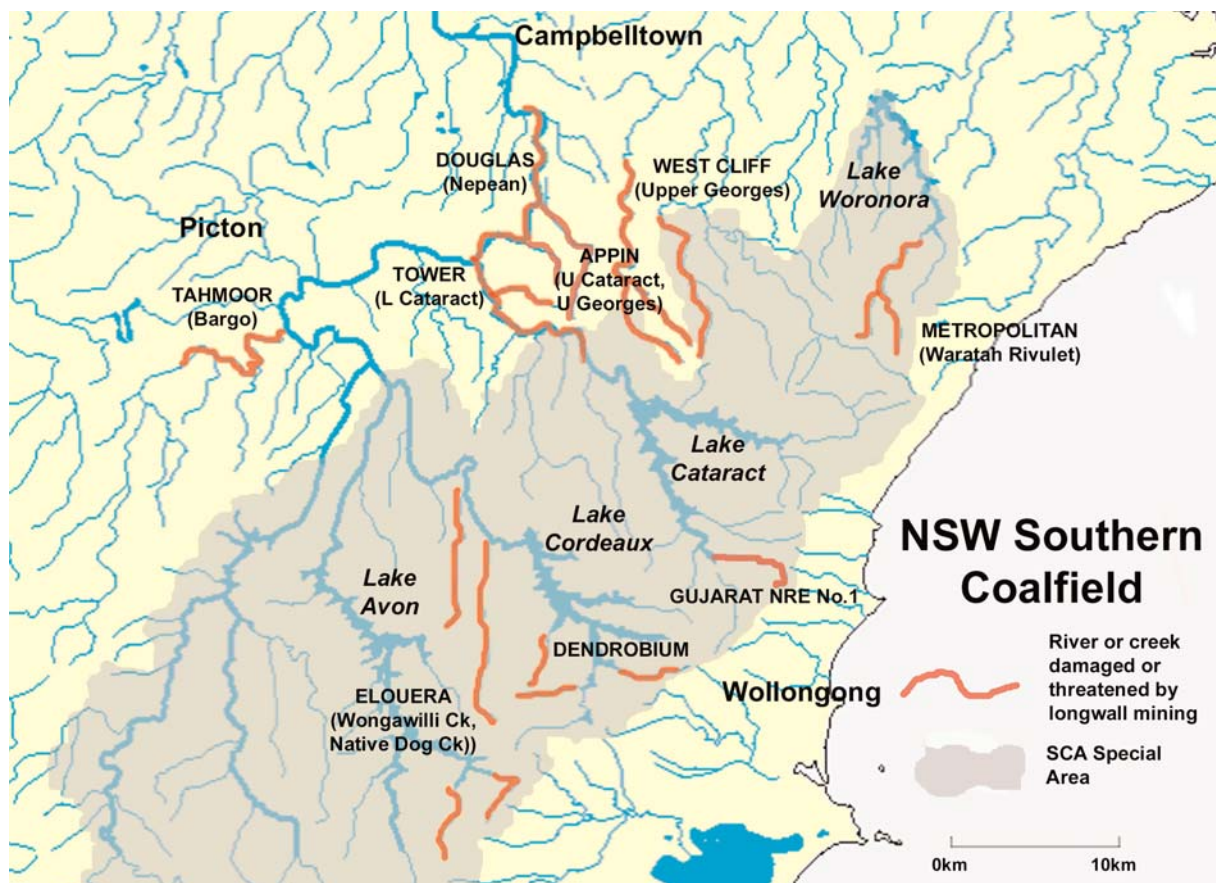 Campbelltown
DOUGLAS
(Nepean)
WEST CLIFF
(Upper Georges)
Lake
Woronora
Picton
TAHMOOR
(Bargo)
TOWER
(L Cataract)
APPIN
(U Cataract,
U Georges)
METROPOLITAN
(Waratah Rivulet)
Lake
Cataract
Lake
Cordeaux
Lake
Avon
GUJARAT NRE No.1
DENDROBIUM
ELOUERA
(Wongawilli Ck,
Native Dog Ck))
Wollongong
NSW Southern
Coalfield
River or creek
damaged or
threatened by
longwall mining
SCA Special
Area
0km 10km